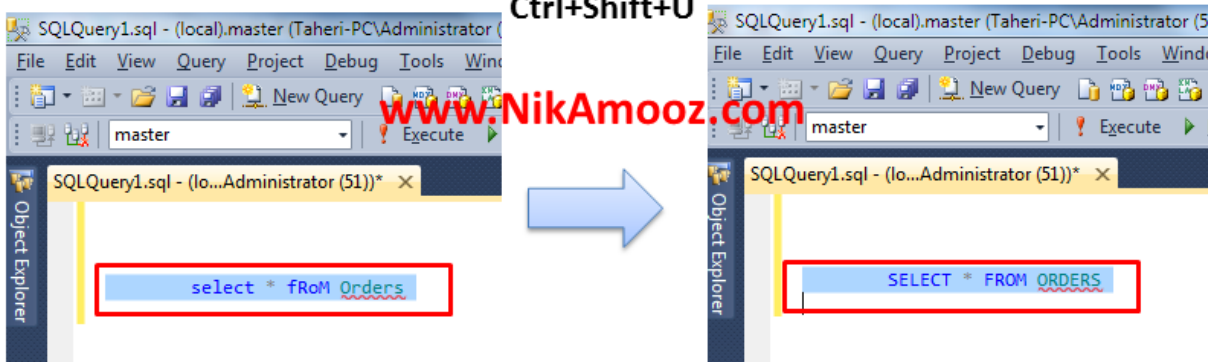 Ctrl+Shift+U
SQLQuery1.sql - (local).master (Taheri-PC\Administrator (
File Edit View Query Project Debug Tools Wind
New Query
master
Execute
SQLQuery1.sql - (lo...Administrator (51))*
Object Explorer
select * fRoM Orders
www.NikAmooz.com
SQLQuery1.sql - (local).master (Taheri-PC\Administrator (5
File Edit View Query Project Debug Tools Windo
New Query
master
Execute
SQLQuery1.sql - (lo...Administrator (51))*
Object Explorer
SELECT * FROM ORDERS